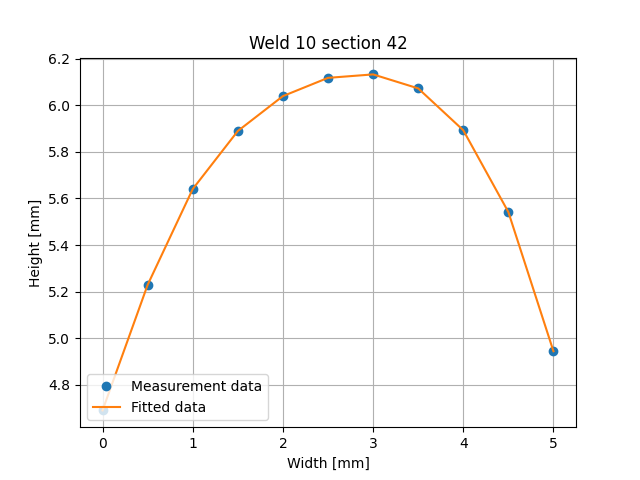 Weld 10 section 42
Height [mm]
6.2
6.0
5.8
5.6
5.4
5.2
5.0
4.8
Measurement data
Fitted data
0 1 2 3 4 5
Width [mm]